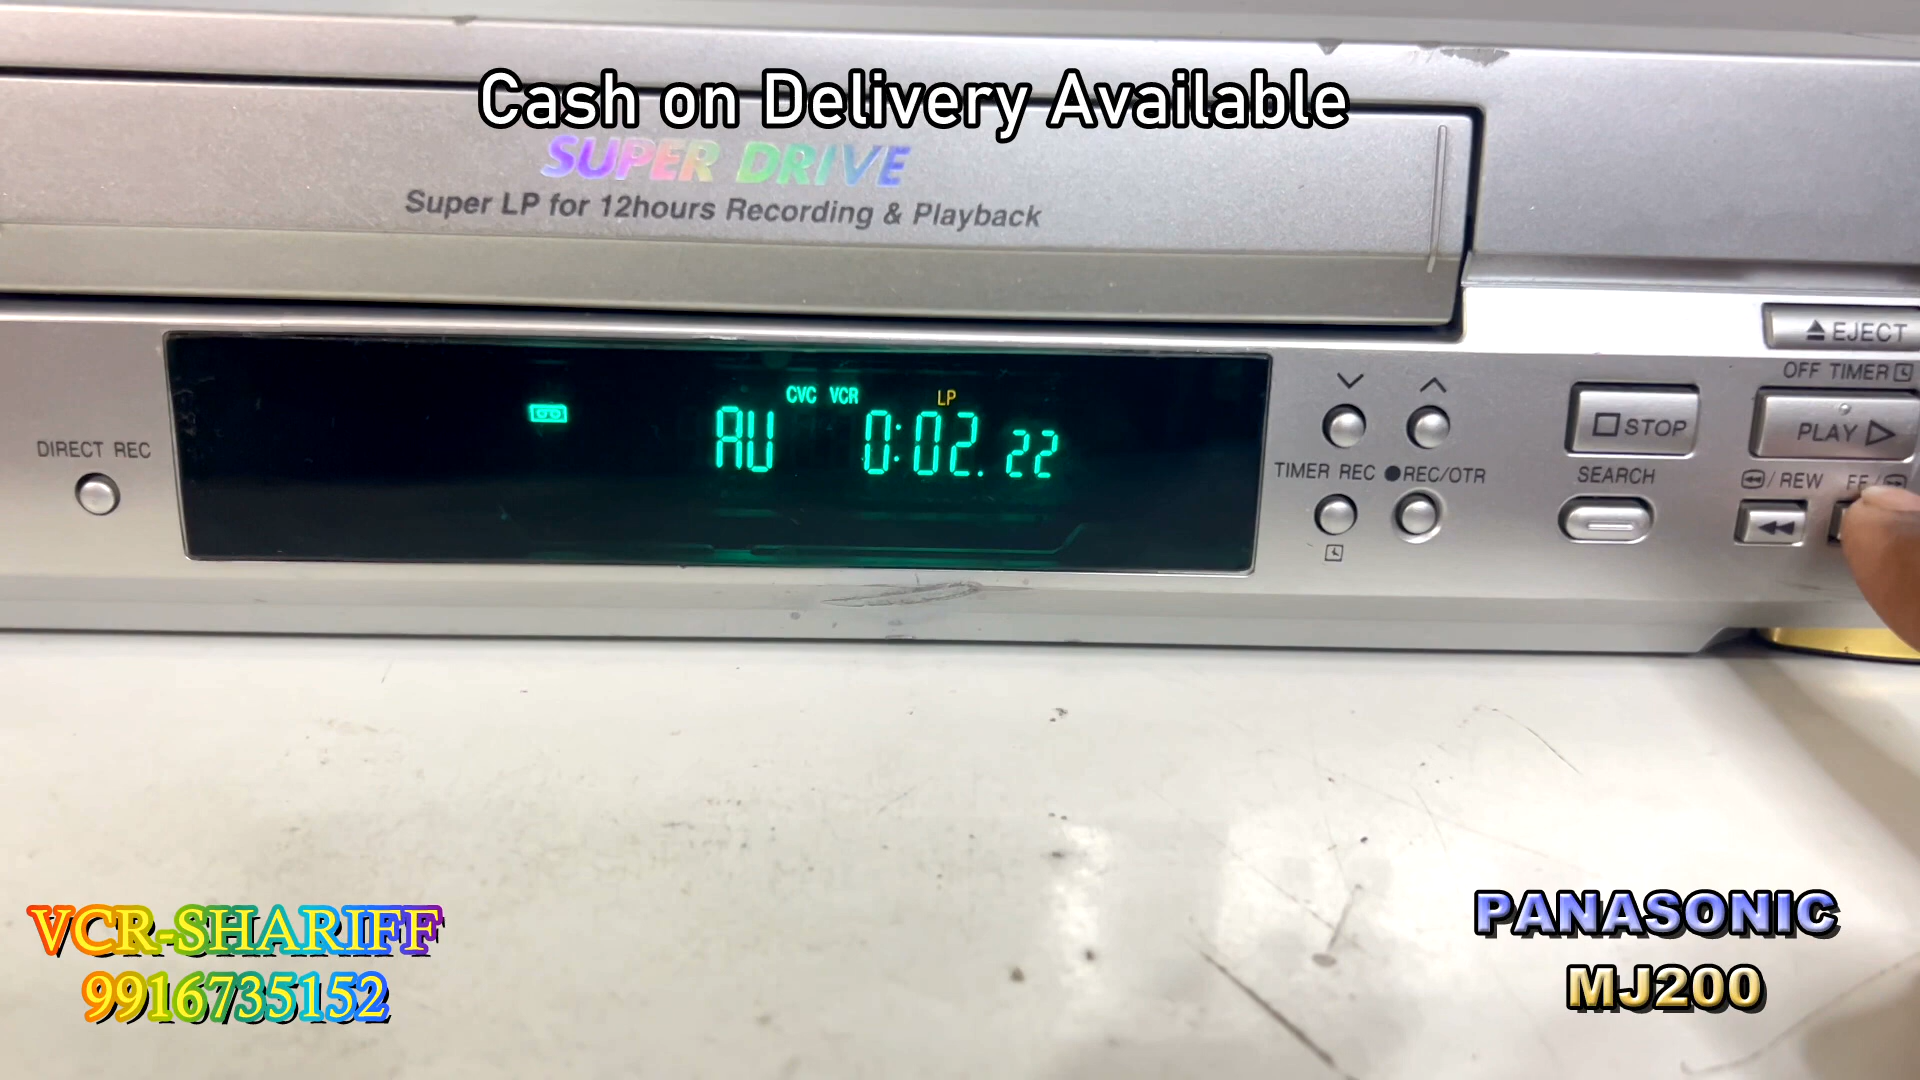 Cash on Delivery Available
SUPER DRIVE
Super LP for 12hours Recording & Playback
EJECT
OFF TIMER
CVC VCR LP
AU 0:02.22
STOP
PLAY
DIRECT REC
TIMER REC REC/OTR
SEARCH
/ REW FF /
VCR-SHARIFF
9916735152
PANASONIC
MJ200